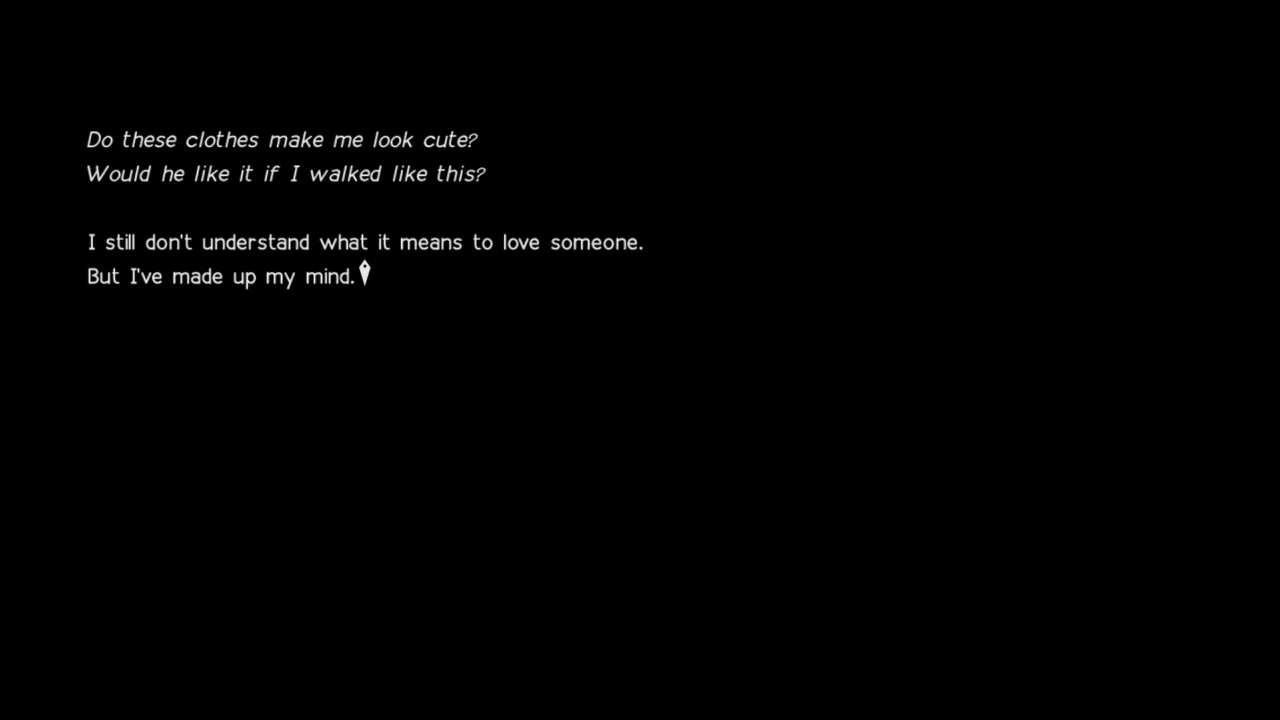 Do these clothes make me look cute?
Would he like it if I walked like this?
I still don't understand what it means to love someone.
But I've made up my mind.